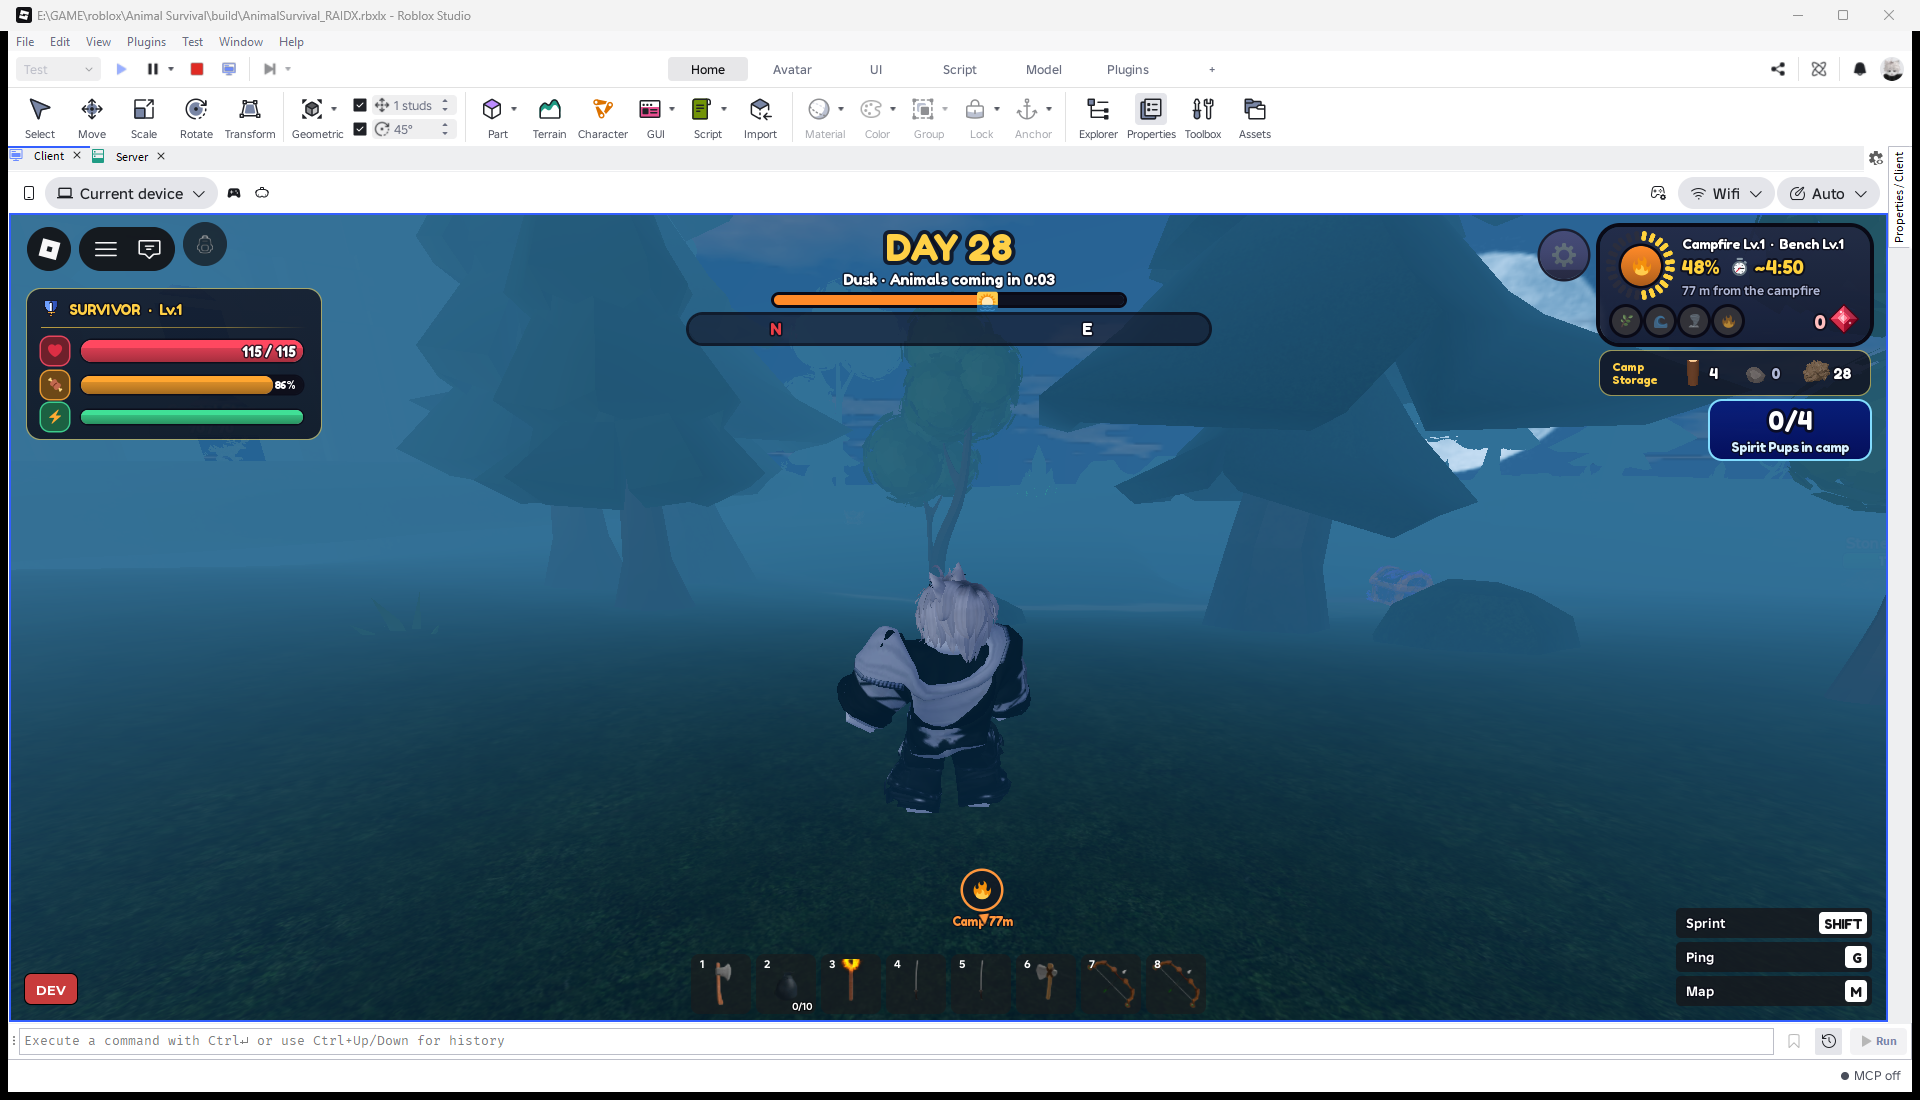 E:\GAME\roblox\Animal Survival\build\AnimalSurvival_RAIDX.rbxlx - Roblox Studio
File Edit View Plugins Test Window Help
Test
Home Avatar UI Script Model Plugins +
1 studs
45°
Select Move Scale Rotate Transform Geometric Part Terrain Character GUI Script Import Material Color Group Lock Anchor Explorer Properties Toolbox Assets
Client Server
Properties / Client
Current device
Wifi Auto
DAY 28
Dusk · Animals coming in 0:03
N E
SURVIVOR · Lv.1
115 / 115
86%
Campfire Lv.1 · Bench Lv.1
48% ~4:50
77 m from the campfire
0
Camp Storage 4 0 28
0/4
Spirit Pups in camp
Camp 77m
1 2 3 4 5 6 7 8
0/10
DEV
Sprint SHIFT
Ping G
Map M
Execute a command with Ctrl↵ or use Ctrl+Up/Down for history
Run
MCP off